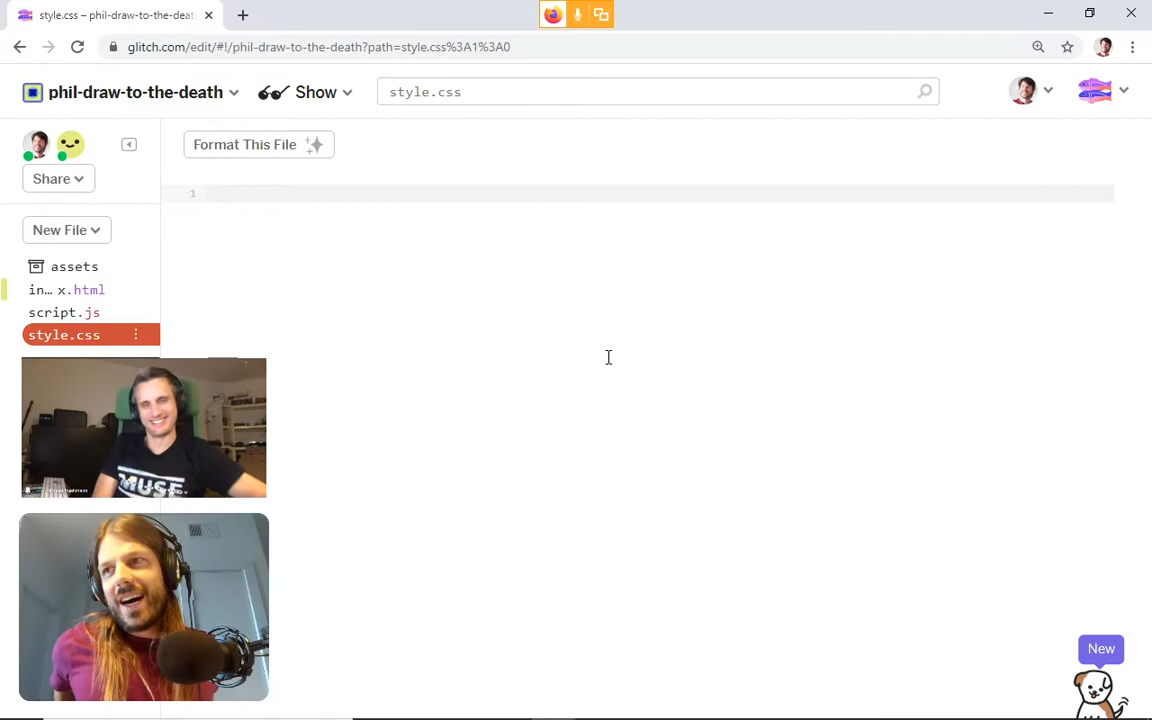 style.css – phil-draw-to-the-deat
glitch.com/edit/#!/phil-draw-to-the-death?path=style.css%3A1%3A0
phil-draw-to-the-death
Show
style.css
Format This File
Share
1
New File
assets
in… x.html
script.js
style.css
MUSE
New